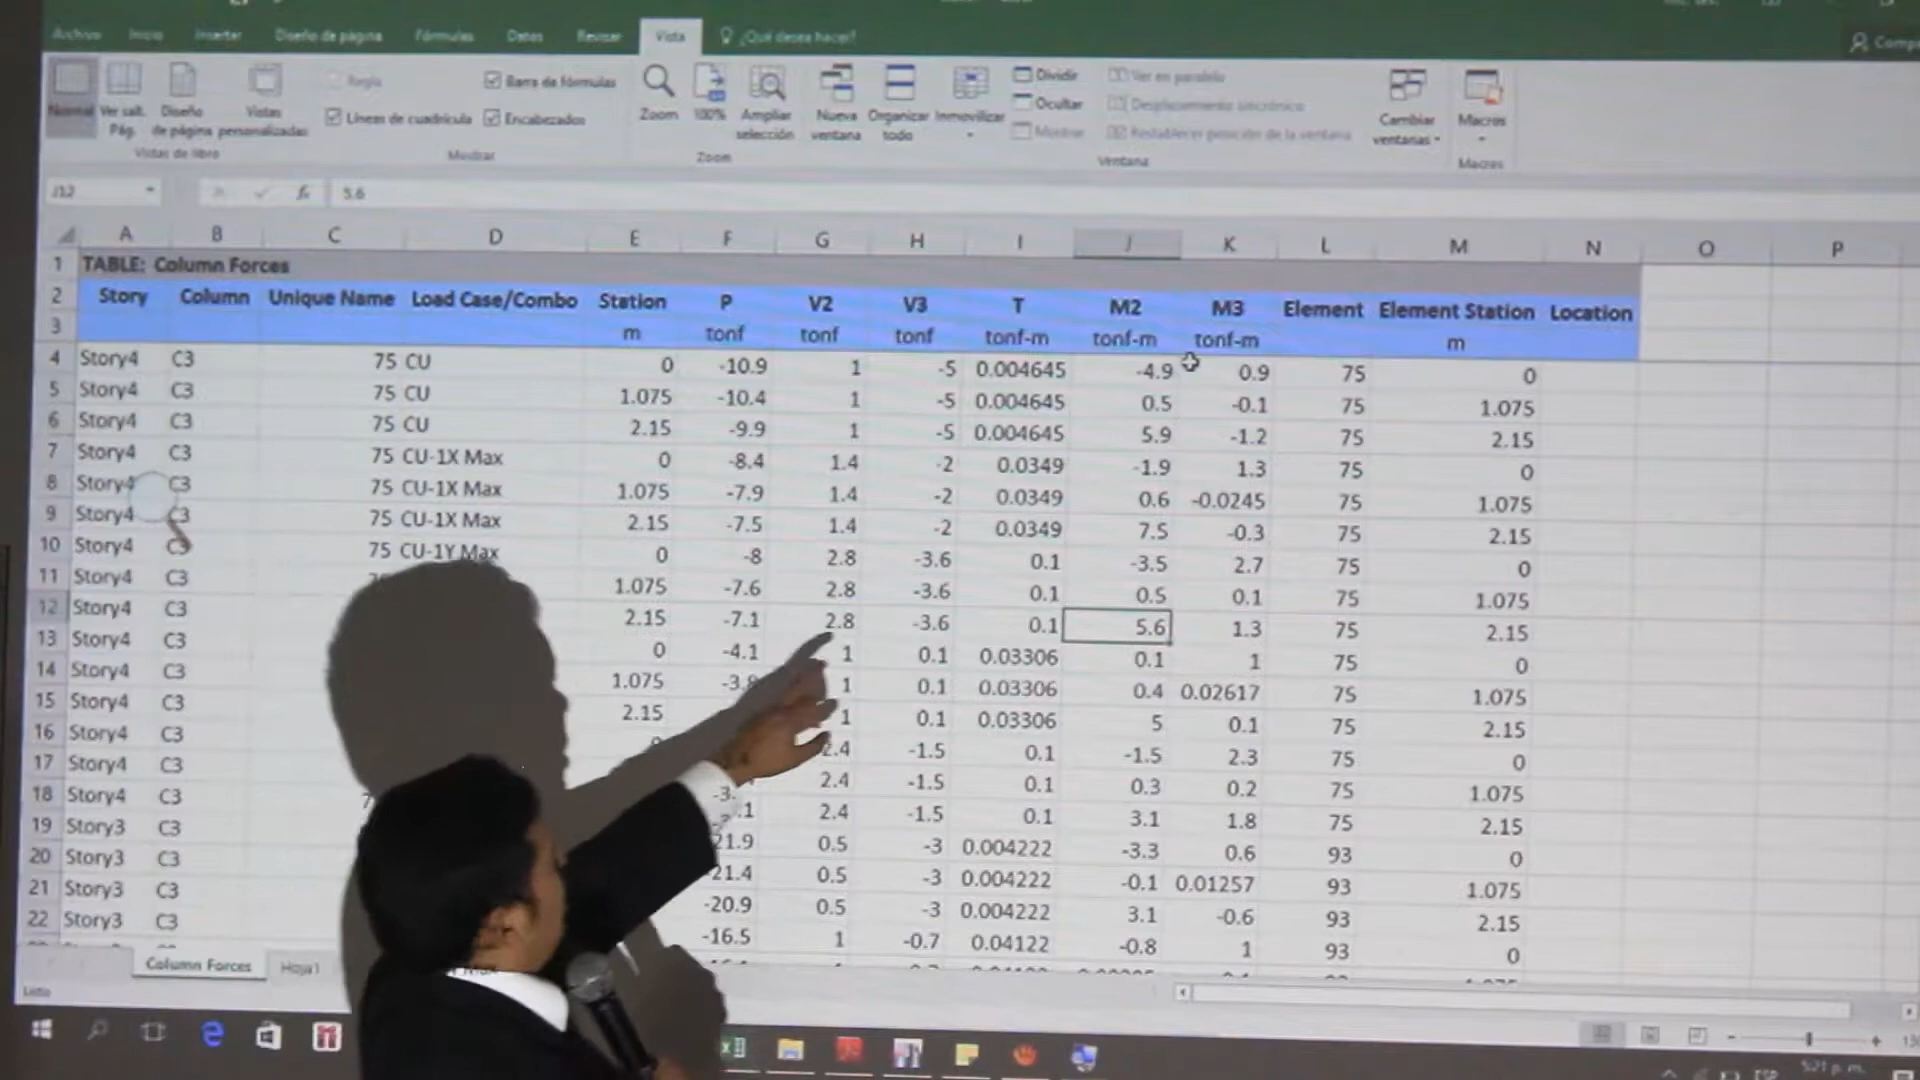 Archivo Inicio Insertar Diseño de página Fórmulas Datos Revisar Vista ¿Qué desea hacer?
Normal Ver salt. Pág. Diseño de página Vistas personalizadas
Regla Barra de fórmulas
Líneas de cuadrícula Encabezados
Zoom 100% Ampliar selección
Nueva ventana Organizar todo Inmovilizar
Dividir
Ocultar
Mostrar
Ver en paralelo
Desplazamiento sincrónico
Restablecer posición de la ventana
Cambiar ventanas
Macros
Vistas de libro Mostrar Zoom Ventana Macros
J12 fx 5.6
A B C D E F G H I J K L M N O P
1 TABLE: Column Forces
2 Story Column Unique Name Load Case/Combo Station P V2 V3 T M2 M3 Element Element Station Location
3 m tonf tonf tonf tonf-m tonf-m tonf-m m
4 Story4 C3 75 CU 0 -10.9 1 -5 0.004645 -4.9 0.9 75 0
5 Story4 C3 75 CU 1.075 -10.4 1 -5 0.004645 0.5 -0.1 75 1.075
6 Story4 C3 75 CU 2.15 -9.9 1 -5 0.004645 5.9 -1.2 75 2.15
7 Story4 C3 75 CU-1X Max 0 -8.4 1.4 -2 0.0349 -1.9 1.3 75 0
8 Story4 C3 75 CU-1X Max 1.075 -7.9 1.4 -2 0.0349 0.6 -0.0245 75 1.075
9 Story4 C3 75 CU-1X Max 2.15 -7.5 1.4 -2 0.0349 7.5 -0.3 75 2.15
10 Story4 C3 75 CU-1Y Max 0 -8 2.8 -3.6 0.1 -3.5 2.7 75 0
11 Story4 C3 1.075 -7.6 2.8 -3.6 0.1 0.5 0.1 75 1.075
12 Story4 C3 2.15 -7.1 2.8 -3.6 0.1 5.6 1.3 75 2.15
13 Story4 C3 0 -4.1 1 0.1 0.03306 0.1 1 75 0
14 Story4 C3 1.075 1 0.1 0.03306 0.4 0.02617 75 1.075
15 Story4 C3 2.15 1 0.1 0.03306 5 0.1 75 2.15
16 Story4 C3 2.4 -1.5 0.1 -1.5 2.3 75 0
17 Story4 C3 2.4 -1.5 0.1 0.3 0.2 75 1.075
18 Story4 C3 2.4 -1.5 0.1 3.1 1.8 75 2.15
19 Story3 C3 21.9 0.5 -3 0.004222 -3.3 0.6 93 0
20 Story3 C3 -21.4 0.5 -3 0.004222 -0.1 0.01257 93 1.075
21 Story3 C3 -20.9 0.5 -3 0.004222 3.1 -0.6 93 2.15
22 Story3 C3 -16.5 1 -0.7 0.04122 -0.8 1 93 0
Column Forces Hoja1
Listo
ESP 5:21 p. m.